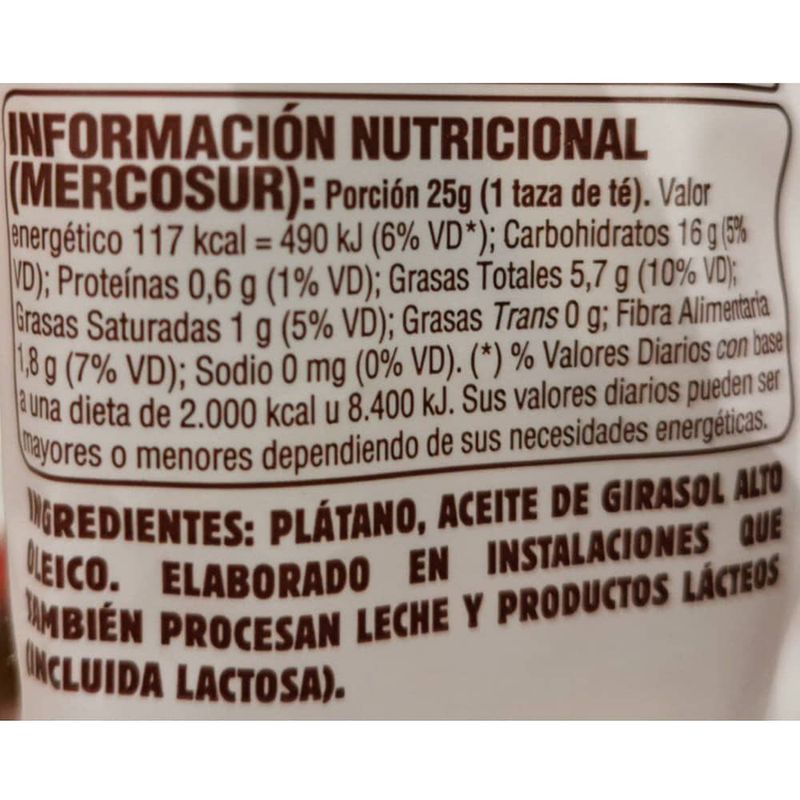 INFORMACIÓN NUTRICIONAL
(MERCOSUR): Porción 25g (1 taza de té). Valor
energético 117 kcal = 490 kJ (6% VD*); Carbohidratos 16 g (5%
VD); Proteínas 0,6 g (1% VD); Grasas Totales 5,7 g (10% VD);
Grasas Saturadas 1 g (5% VD); Grasas Trans 0 g; Fibra Alimentaria
1,8 g (7% VD); Sodio 0 mg (0% VD). (*) % Valores Diarios con base
a una dieta de 2.000 kcal u 8.400 kJ. Sus valores diarios pueden ser
mayores o menores dependiendo de sus necesidades energéticas.
INGREDIENTES: PLÁTANO, ACEITE DE GIRASOL ALTO
OLEICO. ELABORADO EN INSTALACIONES QUE
TAMBIÉN PROCESAN LECHE Y PRODUCTOS LÁCTEOS
(INCLUIDA LACTOSA).